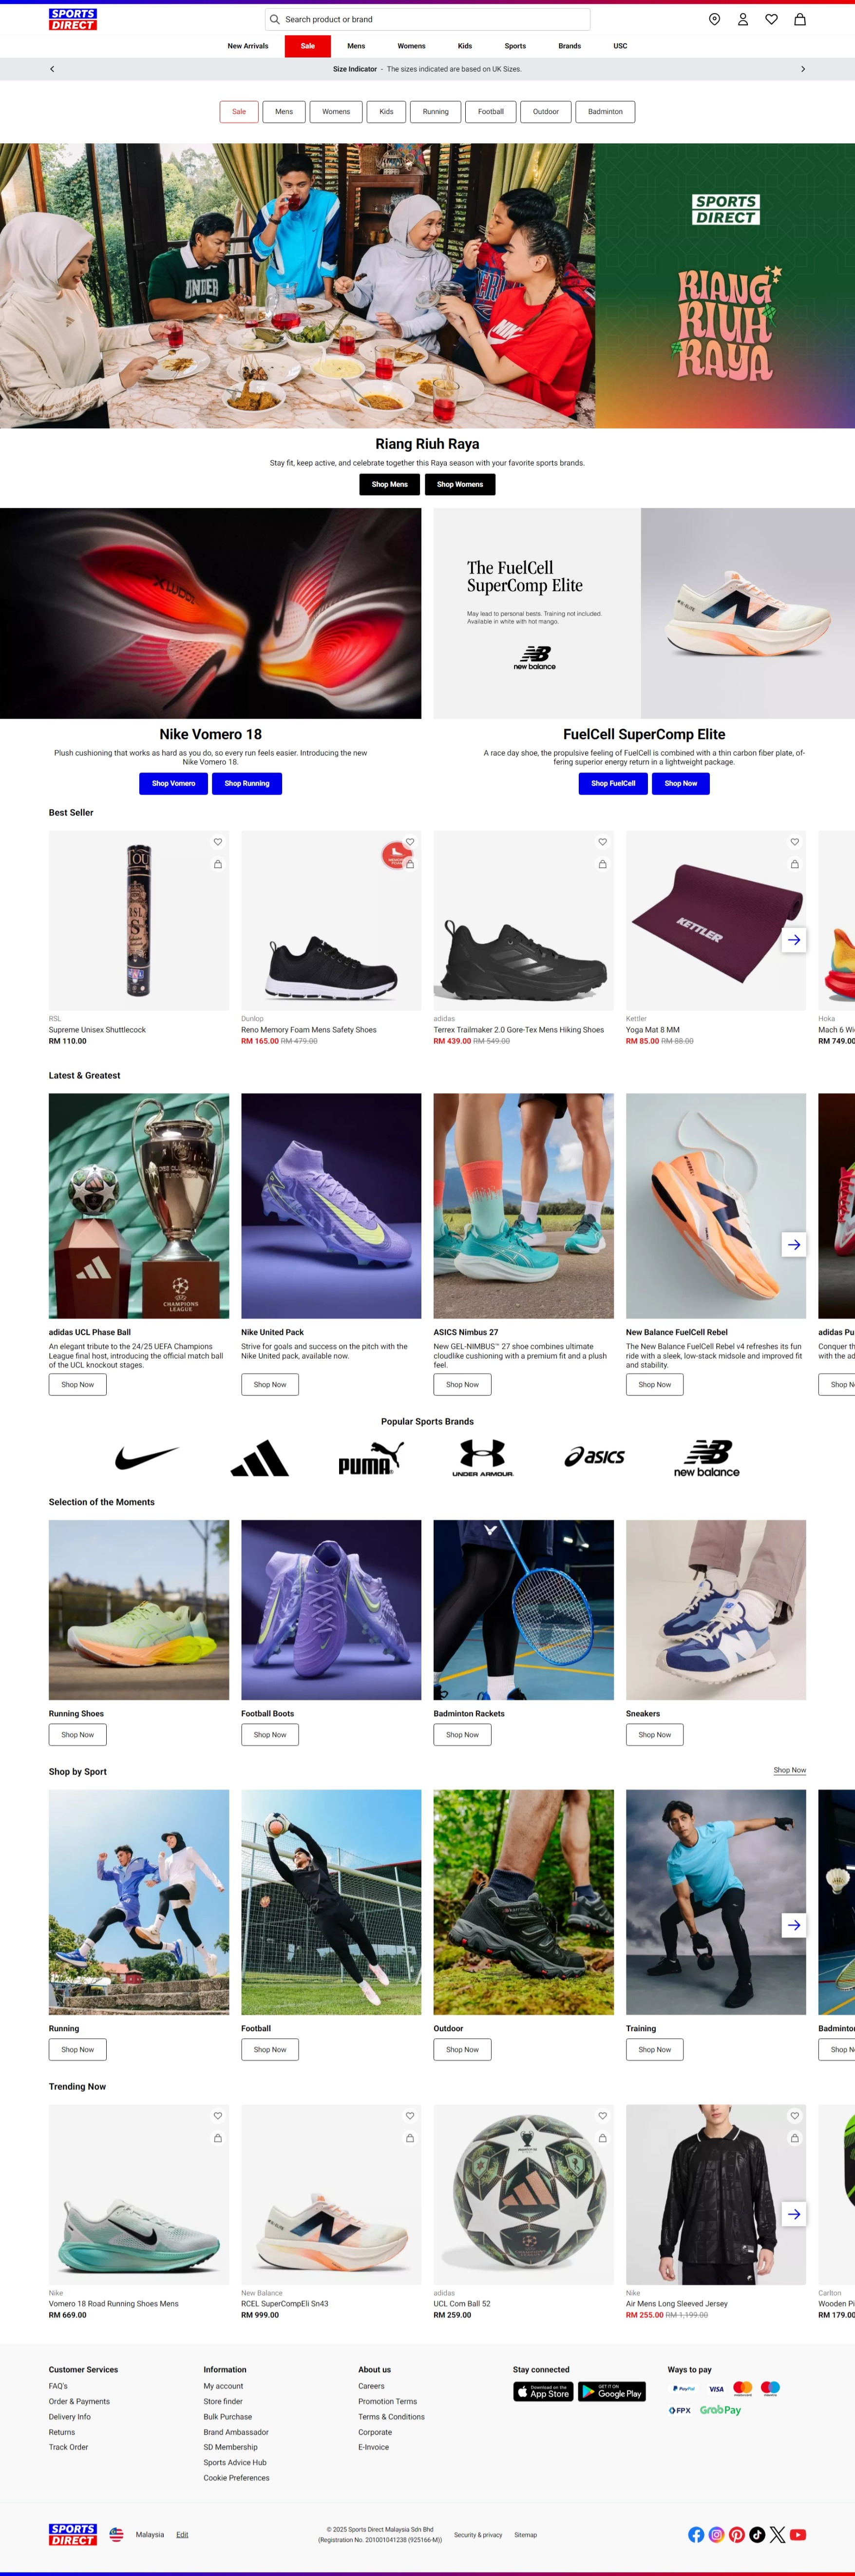 SPORTS
DIRECT
Search product or brand
New Arrivals
Sale
Mens
Womens
Kids
Sports
Brands
USC
Size Indicator - The sizes indicated are based on UK Sizes.
Sale
Mens
Womens
Kids
Running
Football
Outdoor
Badminton
UNDER ARMOUR
NIKE
SPORTS
DIRECT
RIANG
RIUH
RAYA
Riang Riuh Raya
Stay fit, keep active, and celebrate together this Raya season with your favorite sports brands.
Shop Mens
Shop Womens
The FuelCell
SuperComp Elite
May lead to personal bests. Training not included.
Available in white with hot mango.
new balance
Nike Vomero 18
Plush cushioning that works as hard as you do, so every run feels easier. Introducing the new
Nike Vomero 18.
Shop Vomero
Shop Running
FuelCell SuperComp Elite
A race day shoe, the propulsive feeling of FuelCell is combined with a thin carbon fiber plate, of-
fering superior energy return in a lightweight package.
Shop FuelCell
Shop Now
Best Seller
RSL
KETTLER
RSL
Supreme Unisex Shuttlecock
RM 110.00
Dunlop
Reno Memory Foam Mens Safety Shoes
RM 165.00 RM 479.00
adidas
Terrex Trailmaker 2.0 Gore-Tex Mens Hiking Shoes
RM 439.00 RM 549.00
Kettler
Yoga Mat 8 MM
RM 85.00 RM 88.00
Hoka
Mach 6 Wi
RM 749.00
Latest & Greatest
CHAMPIONS
LEAGUE
adidas UCL Phase Ball
An elegant tribute to the 24/25 UEFA Champions
League final host, introducing the official match ball
of the UCL knockout stages.
Shop Now
Nike United Pack
Strive for goals and success on the pitch with the
Nike United pack, available now.
Shop Now
ASICS Nimbus 27
New GEL-NIMBUS™ 27 shoe combines ultimate
cloudlike cushioning with a premium fit and a plush
feel.
Shop Now
New Balance FuelCell Rebel
The New Balance FuelCell Rebel v4 refreshes its fun
ride with a sleek, low-stack midsole and improved fit
and stability.
Shop Now
adidas Pu
Conquer th
with the ad
Shop N
Popular Sports Brands
PUMA
UNDER ARMOUR
asics
new balance
Selection of the Moments
Running Shoes
Shop Now
Football Boots
Shop Now
Badminton Rackets
Shop Now
Sneakers
Shop Now
Shop by Sport
Shop Now
Running
Shop Now
Football
Shop Now
Outdoor
Shop Now
Training
Shop Now
Badminto
Shop N
Trending Now
Nike
Vomero 18 Road Running Shoes Mens
RM 669.00
New Balance
RCEL SuperCompEli Sn43
RM 999.00
adidas
UCL Com Ball 52
RM 259.00
Nike
Air Mens Long Sleeved Jersey
RM 255.00 RM 1,199.00
Carlton
Wooden Pi
RM 179.00
Customer Services
FAQ's
Order & Payments
Delivery Info
Returns
Track Order
Information
My account
Store finder
Bulk Purchase
Brand Ambassador
SD Membership
Sports Advice Hub
Cookie Preferences
About us
Careers
Promotion Terms
Terms & Conditions
Corporate
E-Invoice
Stay connected
Download on the
App Store
GET IT ON
Google Play
Ways to pay
PayPal
VISA
mastercard
maestro
FPX
GrabPay
SPORTS
DIRECT
Malaysia
Edit
© 2025 Sports Direct Malaysia Sdn Bhd
(Registration No. 201001041238 (925166-M))
Security & privacy
Sitemap